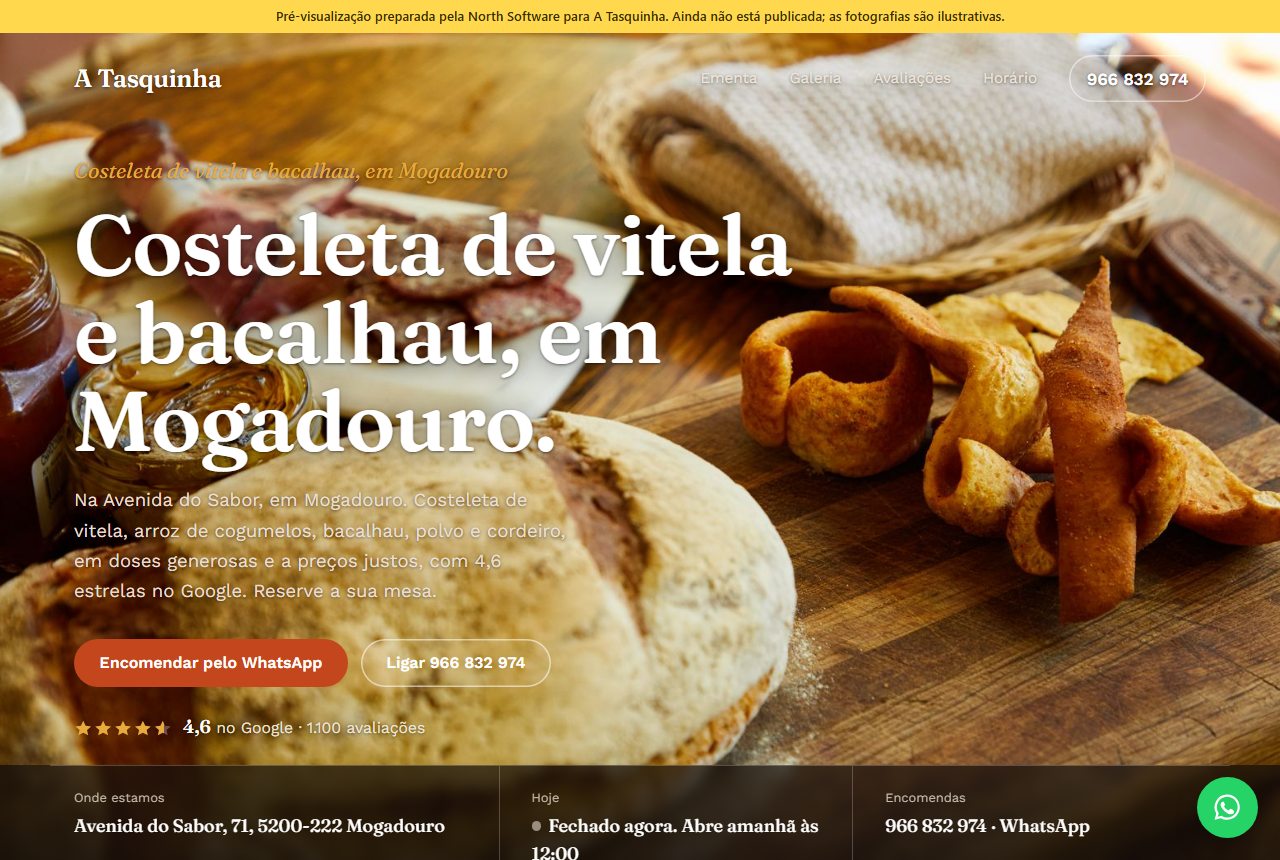 Pré-visualização preparada pela North Software para A Tasquinha. Ainda não está publicada; as fotografias são ilustrativas.
A Tasquinha
Ementa
Galeria
Avaliações
Horário
966 832 974
Costeleta de vitela e bacalhau, em Mogadouro
Costeleta de vitela
e bacalhau, em
Mogadouro.
Na Avenida do Sabor, em Mogadouro. Costeleta de
vitela, arroz de cogumelos, bacalhau, polvo e cordeiro,
em doses generosas e a preços justos, com 4,6
estrelas no Google. Reserve a sua mesa.
Encomendar pelo WhatsApp
Ligar 966 832 974
4,6 no Google · 1.100 avaliações
Onde estamos
Avenida do Sabor, 71, 5200-222 Mogadouro
Hoje
Fechado agora. Abre amanhã às
12:00
Encomendas
966 832 974 · WhatsApp